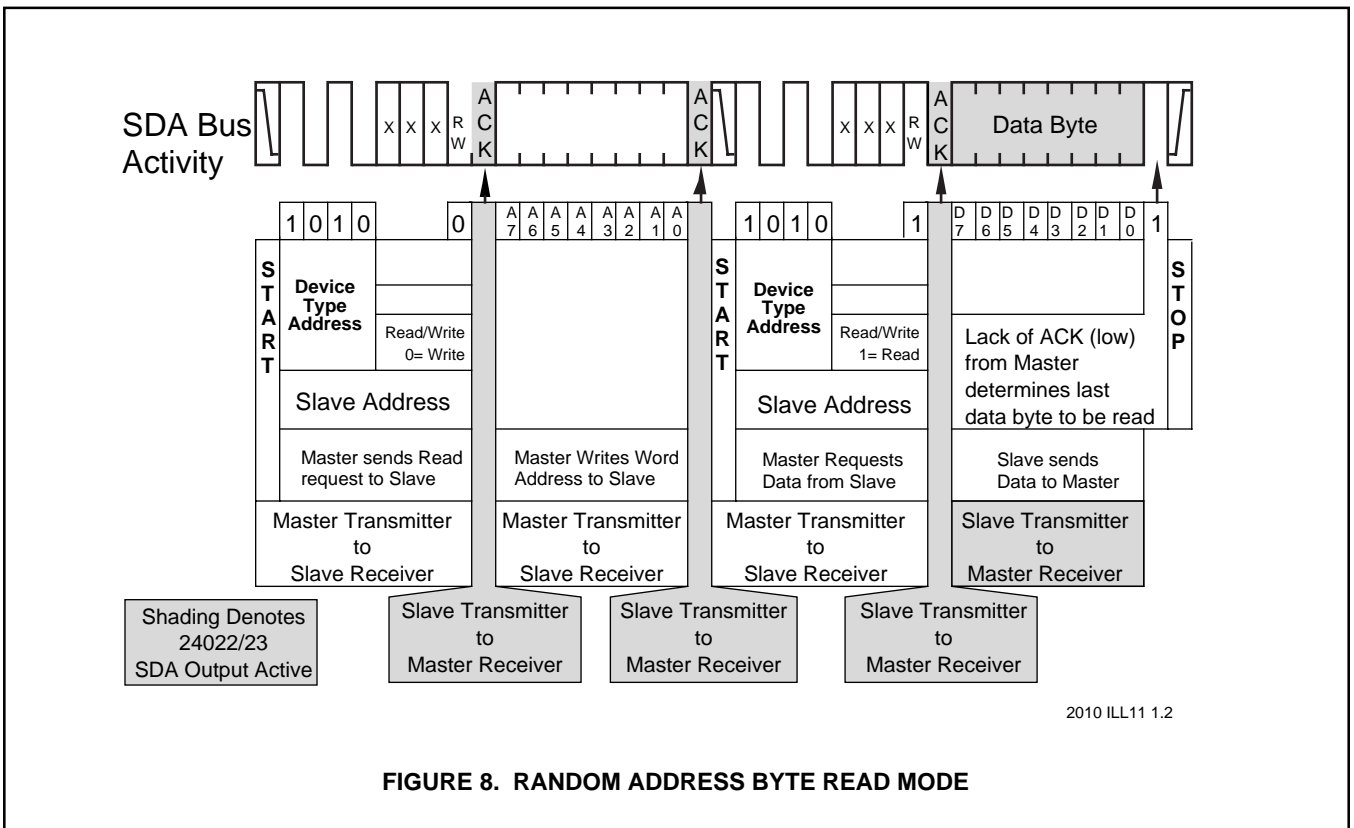 SDA Bus
Activity
X X X R W A C K A C K X X X R W A C K Data Byte
1 0 1 0 0 A7 A6 A5 A4 A3 A2 A1 A0 1 0 1 0 1 D7 D6 D5 D4 D3 D2 D1 D0 1
START
Device
Type
Address
Read/Write
0= Write
Slave Address
Master sends Read
request to Slave
Master Transmitter
to
Slave Receiver
Master Writes Word
Address to Slave
Master Transmitter
to
Slave Receiver
START
Device
Type
Address
Read/Write
1= Read
Slave Address
Master Requests
Data from Slave
Master Transmitter
to
Slave Receiver
Lack of ACK (low)
from Master
determines last
data byte to be read
STOP
Slave sends
Data to Master
Slave Transmitter
to
Master Receiver
Shading Denotes
24022/23
SDA Output Active
Slave Transmitter
to
Master Receiver
Slave Transmitter
to
Master Receiver
Slave Transmitter
to
Master Receiver
2010 ILL11 1.2
FIGURE 8. RANDOM ADDRESS BYTE READ MODE